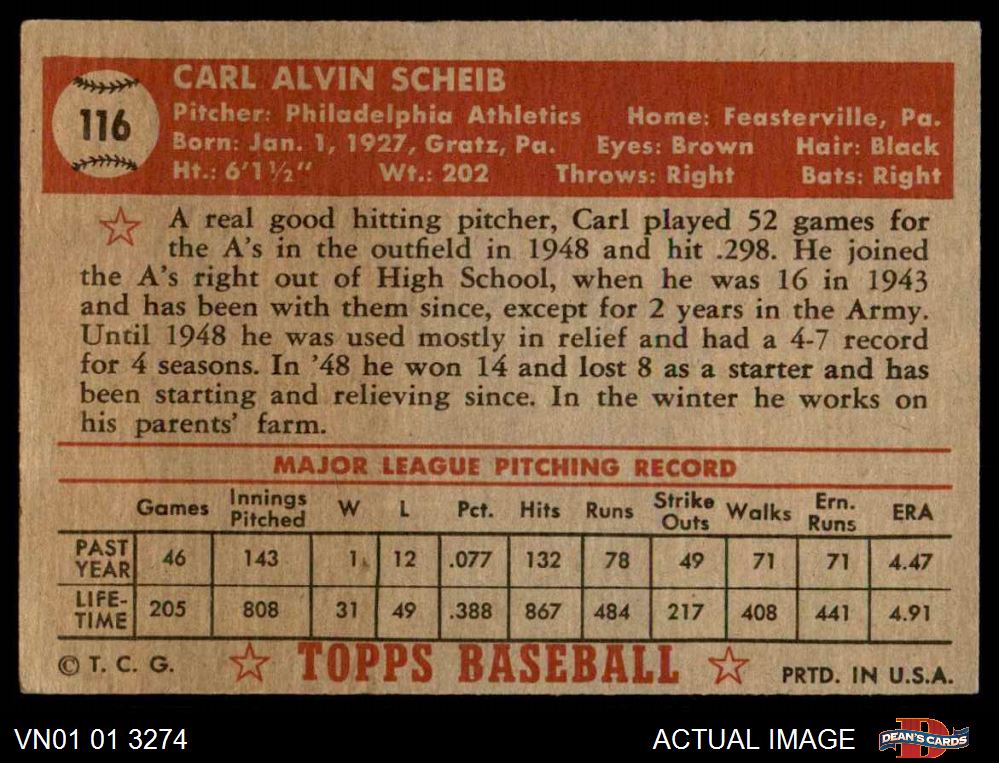 116
CARL ALVIN SCHEIB
Pitcher: Philadelphia Athletics Home: Feasterville, Pa.
Born: Jan. 1, 1927, Gratz, Pa. Eyes: Brown Hair: Black
Ht.: 6'1½" Wt.: 202 Throws: Right Bats: Right
A real good hitting pitcher, Carl played 52 games for
the A's in the outfield in 1948 and hit .298. He joined
the A's right out of High School, when he was 16 in 1943
and has been with them since, except for 2 years in the Army.
Until 1948 he was used mostly in relief and had a 4-7 record
for 4 seasons. In '48 he won 14 and lost 8 as a starter and has
been starting and relieving since. In the winter he works on
his parents' farm.
MAJOR LEAGUE PITCHING RECORD
Games Innings Pitched W L Pct. Hits Runs Strike Outs Walks Ern. Runs ERA
PAST YEAR 46 143 1 12 .077 132 78 49 71 71 4.47
LIFE-TIME 205 808 31 49 .388 867 484 217 408 441 4.91
© T. C. G. TOPPS BASEBALL PRTD. IN U.S.A.
VN01 01 3274 ACTUAL IMAGE D DEAN'S CARDS